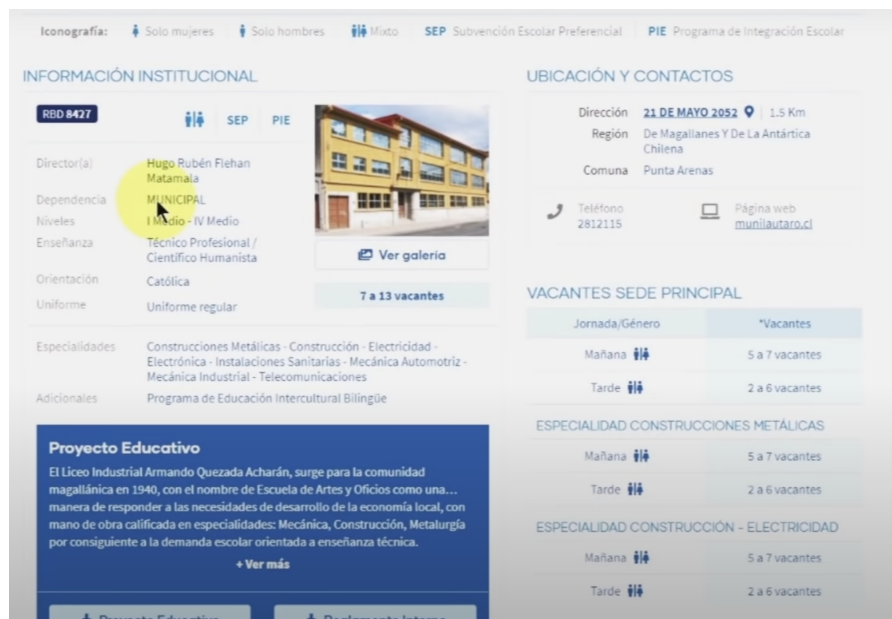 Iconografía: Solo mujeres Solo hombres Mixto SEP Subvención Escolar Preferencial PIE Programa de Integración Escolar
INFORMACIÓN INSTITUCIONAL
RBD 8427 SEP PIE
Director(a) Hugo Rubén Flehan
Matamala
Dependencia MUNICIPAL
Niveles I Medio - IV Medio
Enseñanza Técnico Profesional /
Científico Humanista
Orientación Católica
Uniforme Uniforme regular
Ver galería
7 a 13 vacantes
Especialidades Construcciones Metálicas - Construcción - Electricidad -
Electrónica - Instalaciones Sanitarias - Mecánica Automotriz -
Mecánica Industrial - Telecomunicaciones
Adicionales Programa de Educación Intercultural Bilingüe
Proyecto Educativo
El Liceo Industrial Armando Quezada Acharán, surge para la comunidad
magallánica en 1940, con el nombre de Escuela de Artes y Oficios como una...
manera de responder a las necesidades de desarrollo de la economía local, con
mano de obra calificada en especialidades: Mecánica, Construcción, Metalurgía
por consiguiente a la demanda escolar orientada a enseñanza técnica.
+ Ver más
Proyecto Educativo Reglamento Interno
UBICACIÓN Y CONTACTOS
Dirección 21 DE MAYO 2052 1.5 Km
Región De Magallanes Y De La Antártica
Chilena
Comuna Punta Arenas
Teléfono Página web
2812115 munilautaro.cl
VACANTES SEDE PRINCIPAL
Jornada/Género *Vacantes
Mañana 5 a 7 vacantes
Tarde 2 a 6 vacantes
ESPECIALIDAD CONSTRUCCIONES METÁLICAS
Mañana 5 a 7 vacantes
Tarde 2 a 6 vacantes
ESPECIALIDAD CONSTRUCCIÓN - ELECTRICIDAD
Mañana 5 a 7 vacantes
Tarde 2 a 6 vacantes